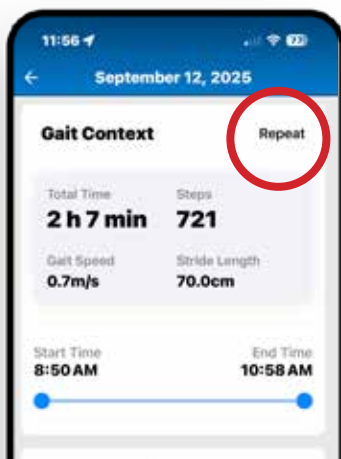 11:56
23
September 12, 2025
Gait Context
Repeat
Total Time Steps
2 h 7 min 721
Gait Speed Stride Length
0.7m/s 70.0cm
Start Time End Time
8:50 AM 10:58 AM